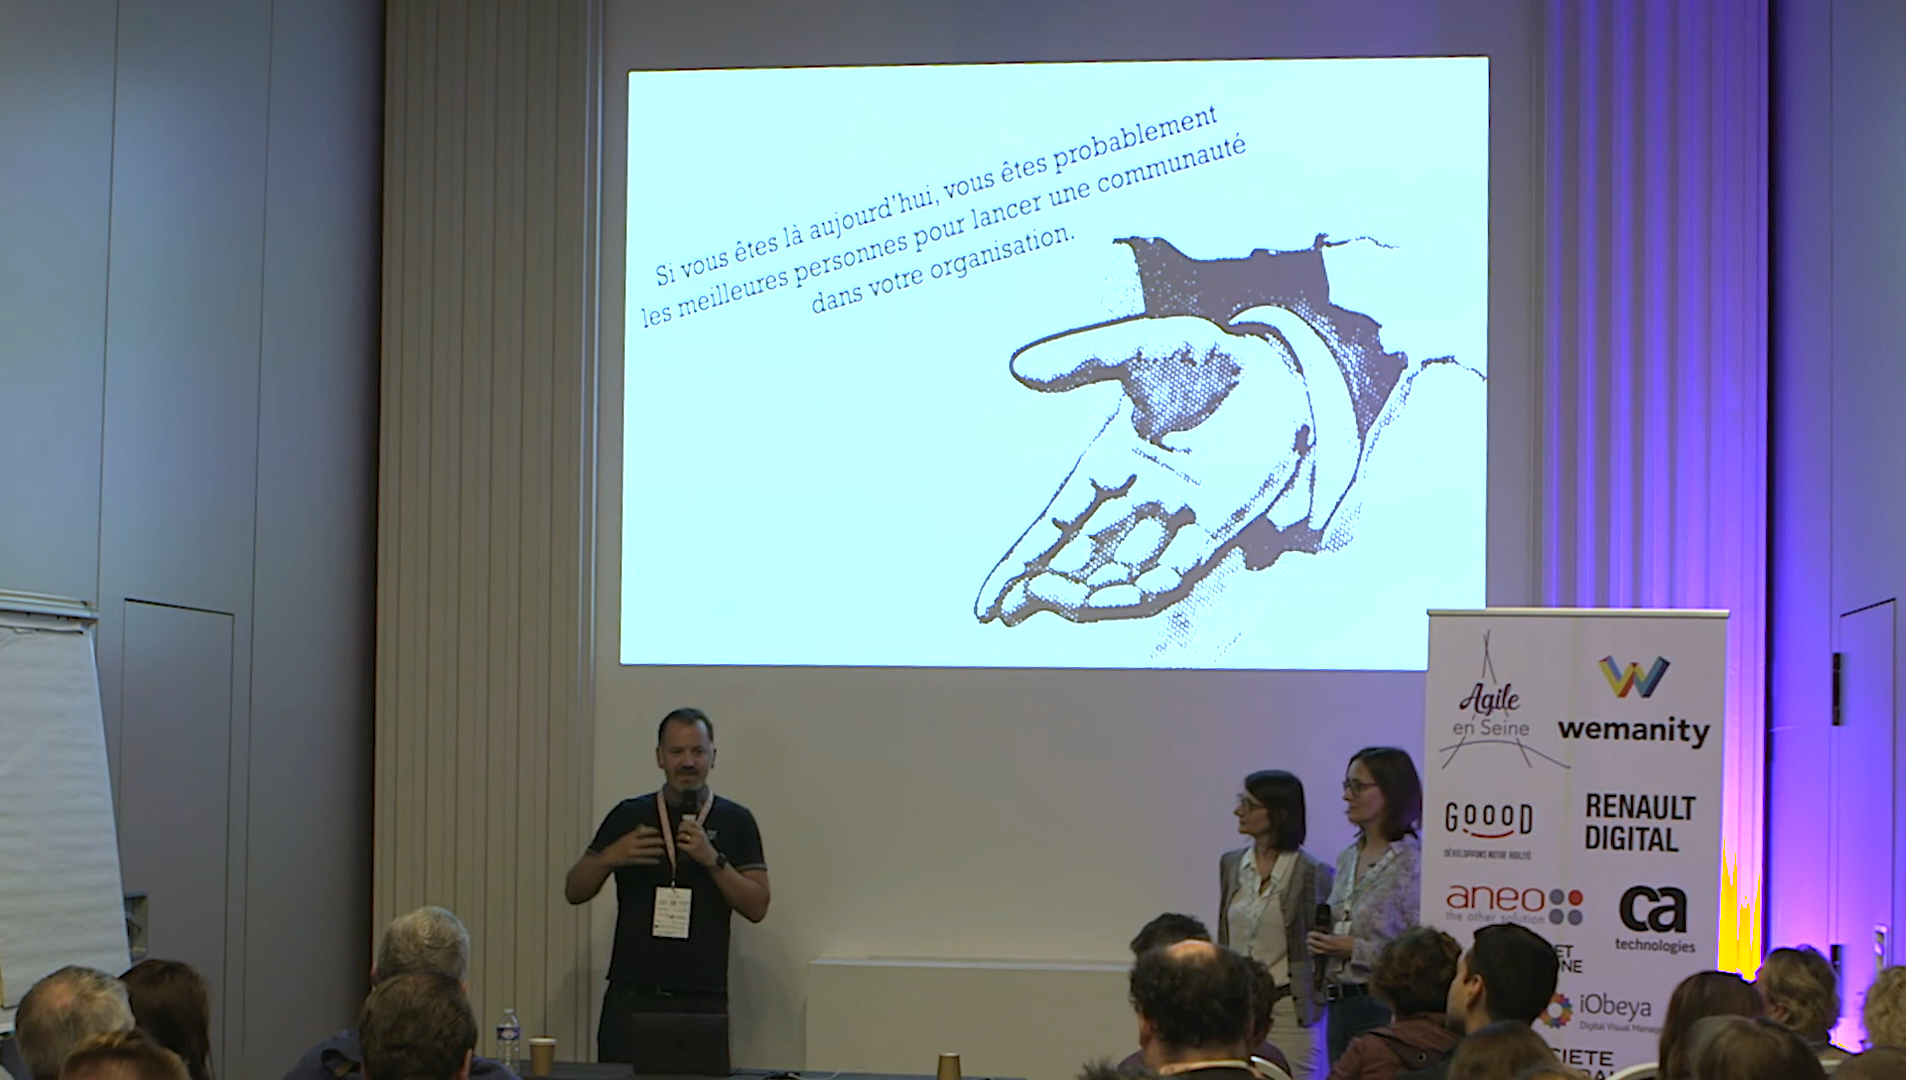 Si vous êtes là aujourd'hui, vous êtes probablement
les meilleures personnes pour lancer une communauté
dans votre organisation.
Agile
en Seine
wemanity
GOOOD
DÉVELOPPONS NOTRE AGILITÉ
RENAULT
DIGITAL
aneo
the other solution
ca
technologies
iObeya
Digital Visual